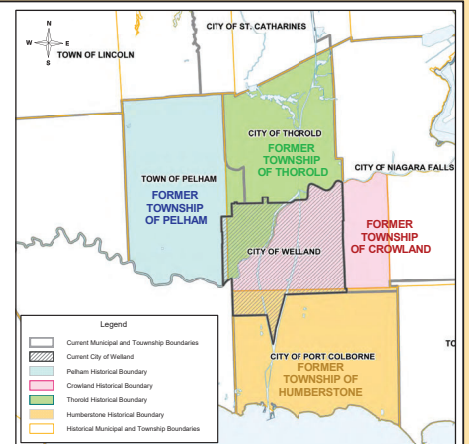 N
W E
S
CITY OF ST. CATHARINES
TOWN OF LINCOLN
CITY OF THOROLD
FORMER
TOWNSHIP
OF THOROLD
CITY OF NIAGARA FALLS
TOWN OF PELHAM
FORMER
TOWNSHIP
OF PELHAM
FORMER
TOWNSHIP
OF CROWLAND
CITY OF WELLAND
TO
CITY OF PORT COLBORNE
FORMER
TOWNSHIP OF
HUMBERSTONE
Legend
Current Municipal and Township Boundaries
Current City of Welland
Pelham Historical Boundary
Crowland Historical Boundary
Thorold Historical Boundary
Humberstone Historical Boundary
Historical Municipal and Township Boundaries